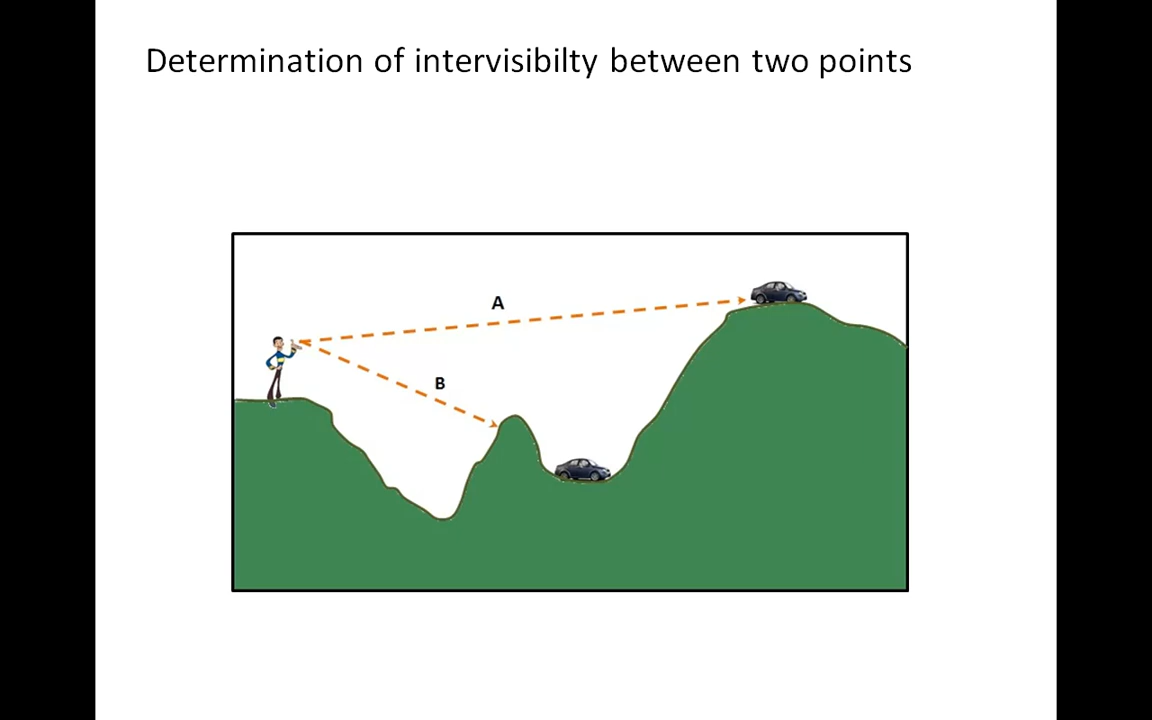 Determination of intervisibilty between two points
A
B